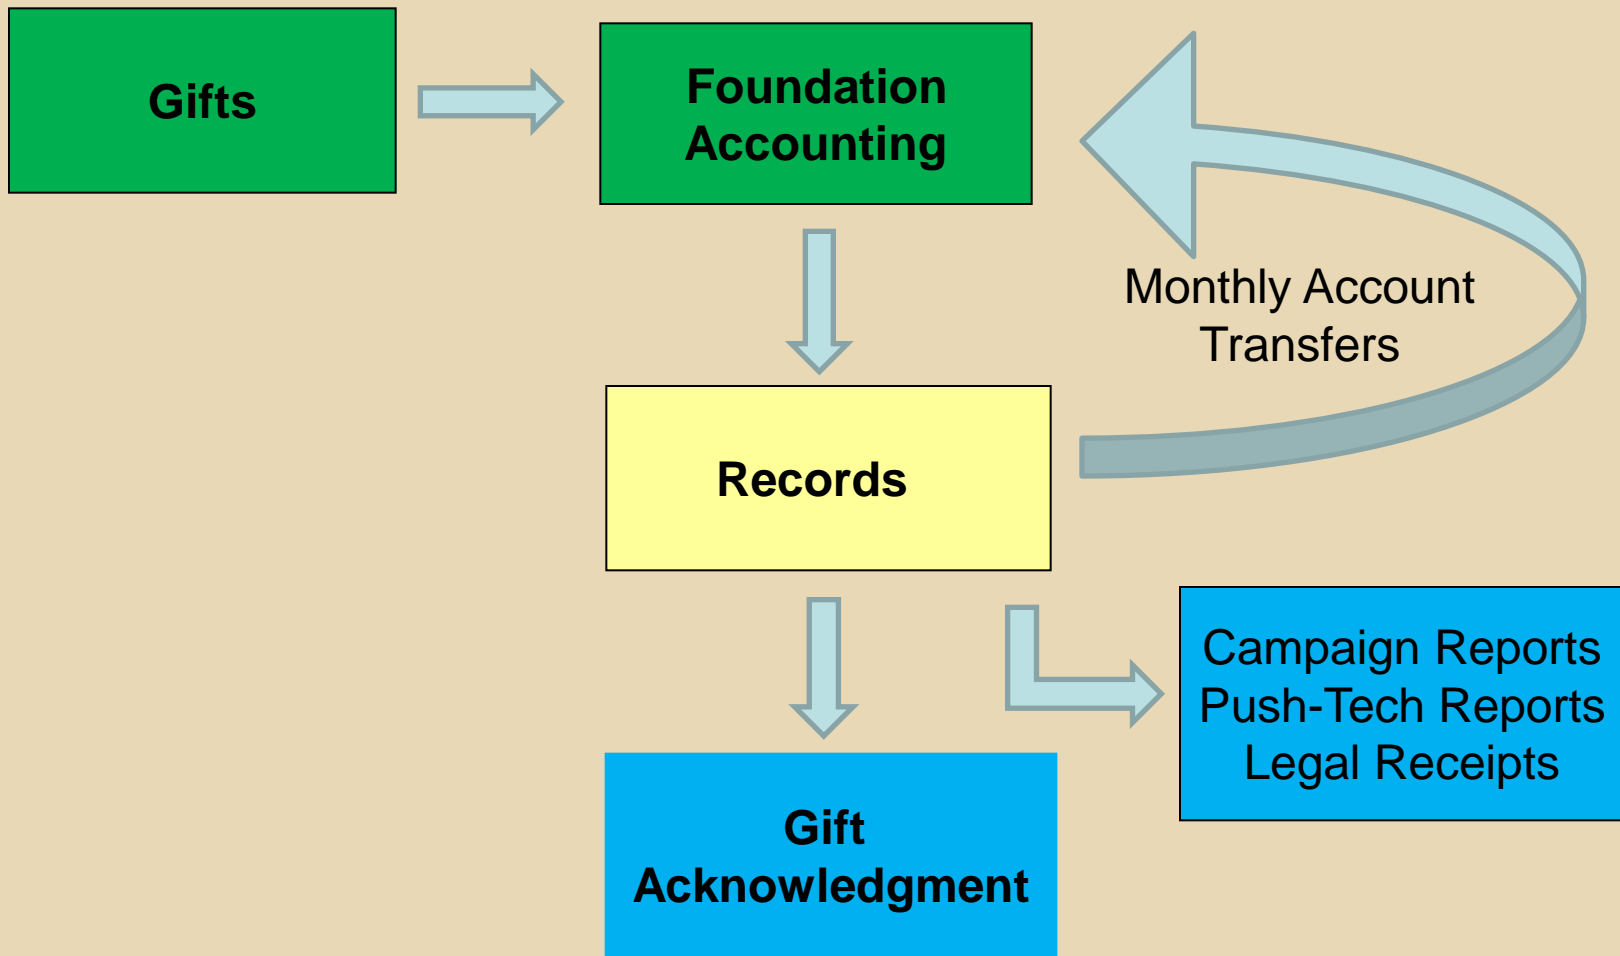 Gifts
Foundation
Accounting
Monthly Account
Transfers
Records
Campaign Reports
Push-Tech Reports
Legal Receipts
Gift
Acknowledgment